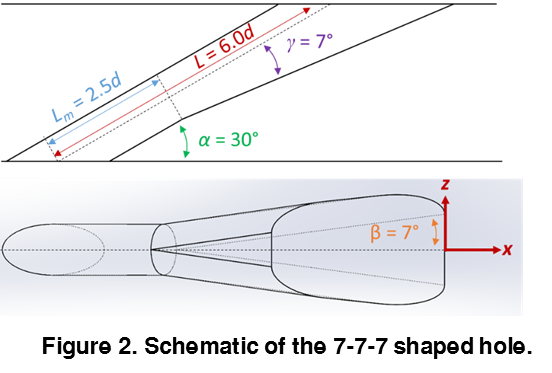 L = 6.0d
γ = 7°
Lm = 2.5d
α = 30°
z
β = 7°
x
Figure 2. Schematic of the 7-7-7 shaped hole.